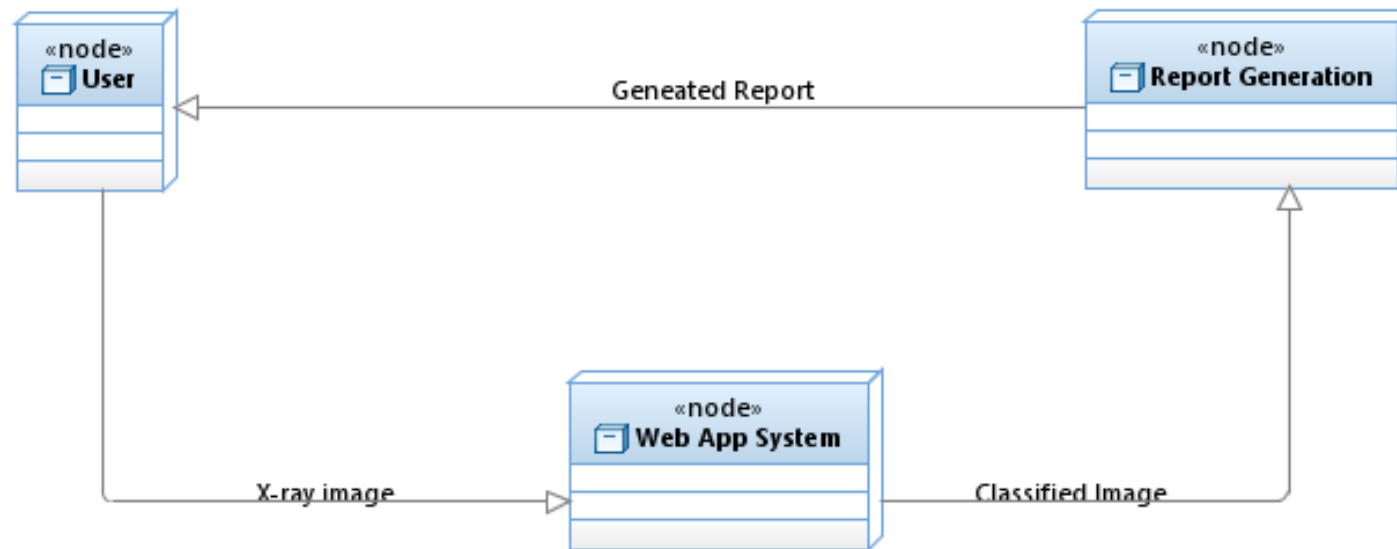 «node»
User
«node»
Report Generation
Geneated Report
«node»
Web App System
X-ray image
Classified Image